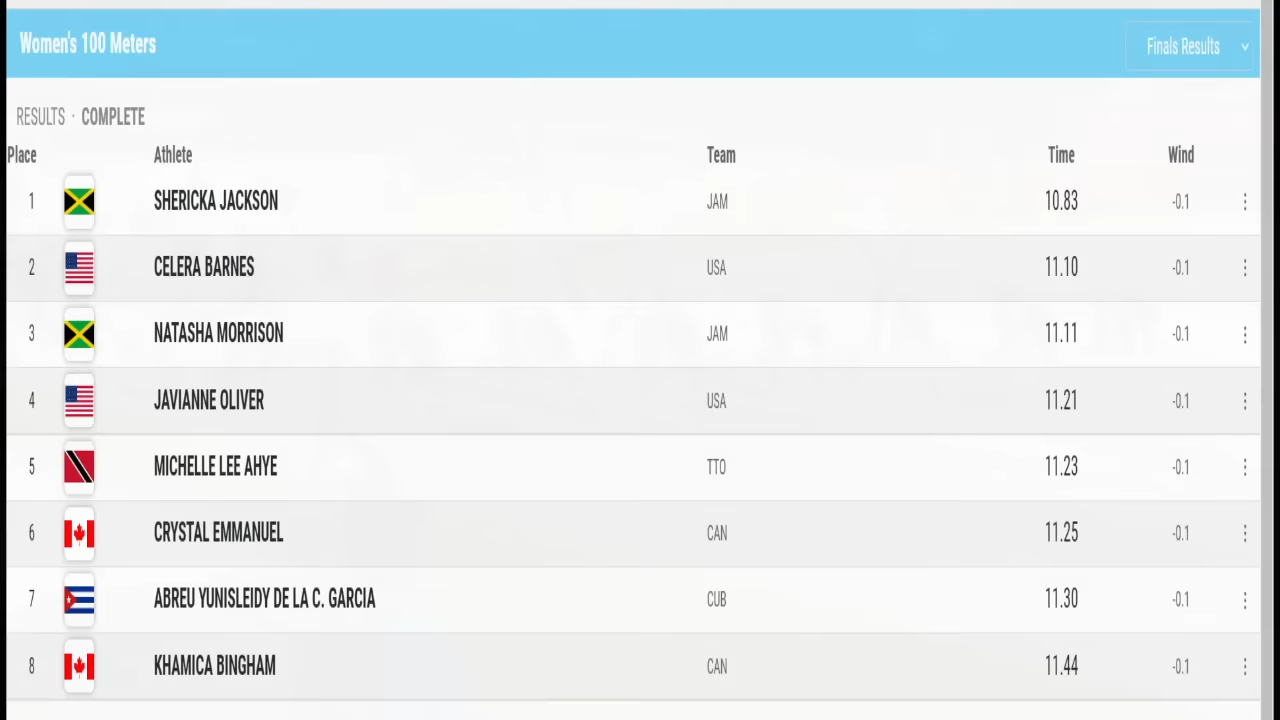 Women's 100 Meters
Finals Results
RESULTS · COMPLETE
Place Athlete Team Time Wind
1 SHERICKA JACKSON JAM 10.83 -0.1
2 CELERA BARNES USA 11.10 -0.1
3 NATASHA MORRISON JAM 11.11 -0.1
4 JAVIANNE OLIVER USA 11.21 -0.1
5 MICHELLE LEE AHYE TTO 11.23 -0.1
6 CRYSTAL EMMANUEL CAN 11.25 -0.1
7 ABREU YUNISLEIDY DE LA C. GARCIA CUB 11.30 -0.1
8 KHAMICA BINGHAM CAN 11.44 -0.1